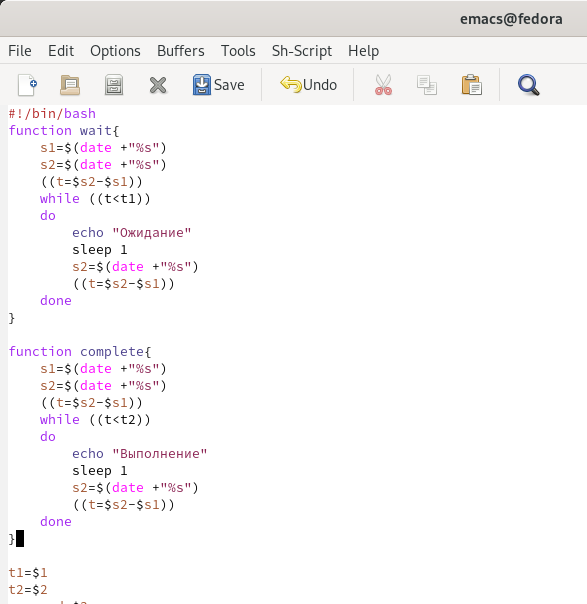 emacs@fedora
File Edit Options Buffers Tools Sh-Script Help
Save Undo
#!/bin/bash
function wait{
    s1=$(date +"%s")
    s2=$(date +"%s")
    ((t=$s2-$s1))
    while ((t<t1))
    do
        echo "Ожидание"
        sleep 1
        s2=$(date +"%s")
        ((t=$s2-$s1))
    done
}

function complete{
    s1=$(date +"%s")
    s2=$(date +"%s")
    ((t=$s2-$s1))
    while ((t<t2))
    do
        echo "Выполнение"
        sleep 1
        s2=$(date +"%s")
        ((t=$s2-$s1))
    done
}

t1=$1
t2=$2